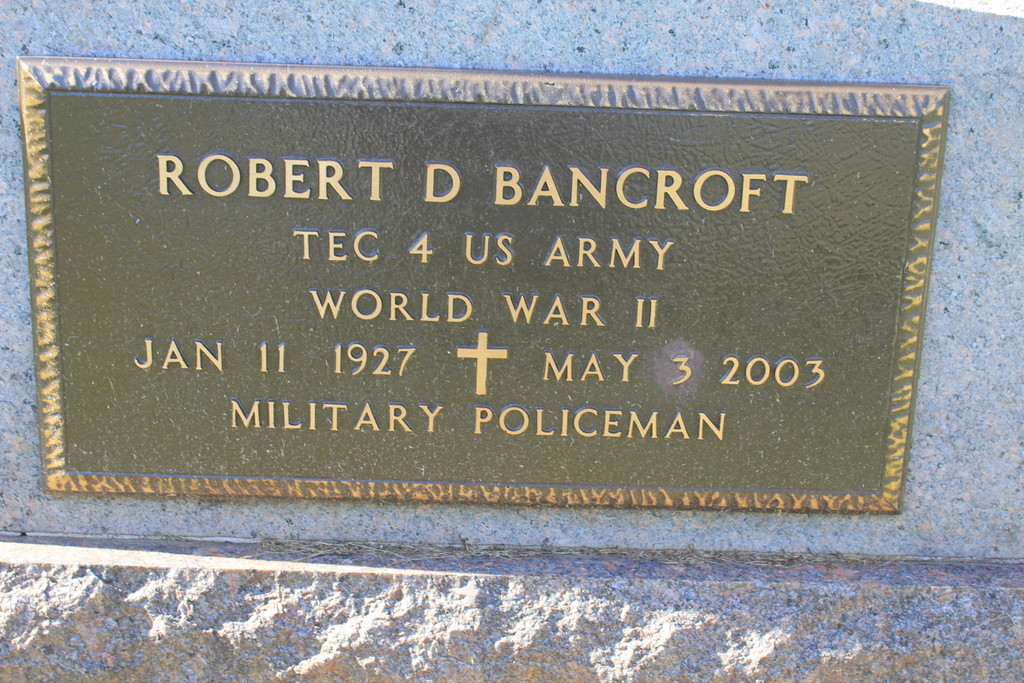 ROBERT D BANCROFT
TEC 4 US ARMY
WORLD WAR II
JAN 11 1927 MAY 3 2003
MILITARY POLICEMAN